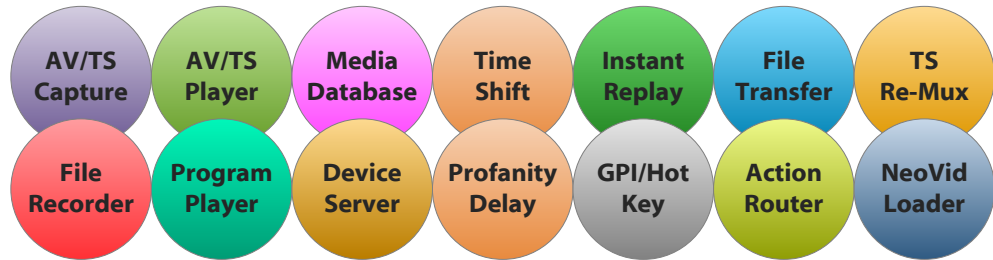 AV/TS
Capture
AV/TS
Player
Media
Database
Time
Shift
Instant
Replay
File
Transfer
TS
Re-Mux
File
Recorder
Program
Player
Device
Server
Profanity
Delay
GPI/Hot
Key
Action
Router
NeoVid
Loader